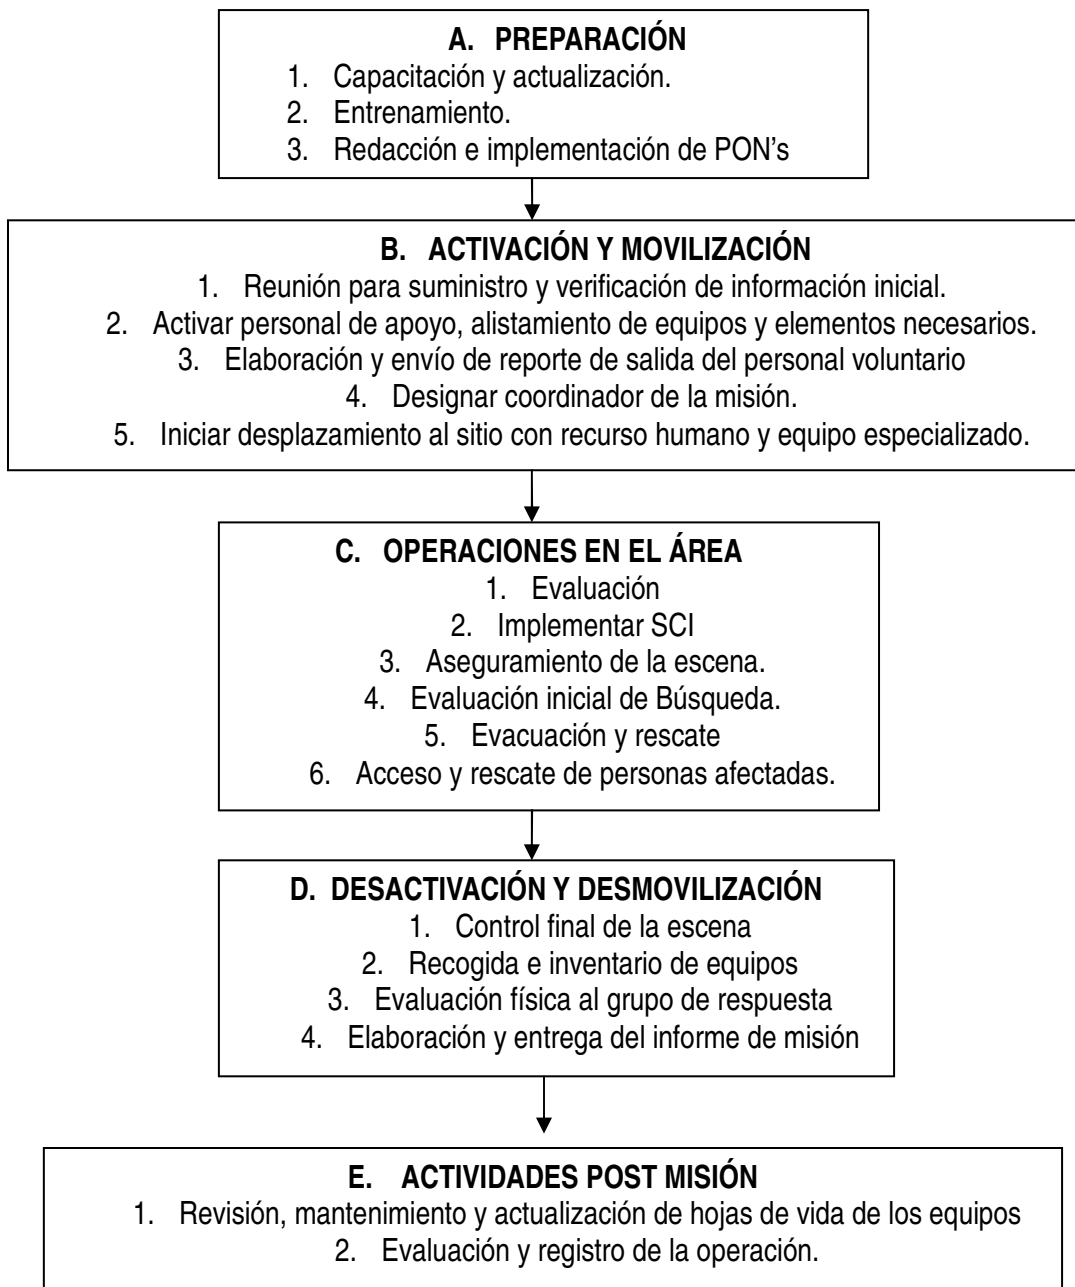 A. PREPARACIÓN
1. Capacitación y actualización.
2. Entrenamiento.
3. Redacción e implementación de PON’s
B. ACTIVACIÓN Y MOVILIZACIÓN
1. Reunión para suministro y verificación de información inicial.
2. Activar personal de apoyo, alistamiento de equipos y elementos necesarios.
3. Elaboración y envío de reporte de salida del personal voluntario
4. Designar coordinador de la misión.
5. Iniciar desplazamiento al sitio con recurso humano y equipo especializado.
C. OPERACIONES EN EL ÁREA
1. Evaluación
2. Implementar SCI
3. Aseguramiento de la escena.
4. Evaluación inicial de Búsqueda.
5. Evacuación y rescate
6. Acceso y rescate de personas afectadas.
D. DESACTIVACIÓN Y DESMOVILIZACIÓN
1. Control final de la escena
2. Recogida e inventario de equipos
3. Evaluación física al grupo de respuesta
4. Elaboración y entrega del informe de misión
E. ACTIVIDADES POST MISIÓN
1. Revisión, mantenimiento y actualización de hojas de vida de los equipos
2. Evaluación y registro de la operación.